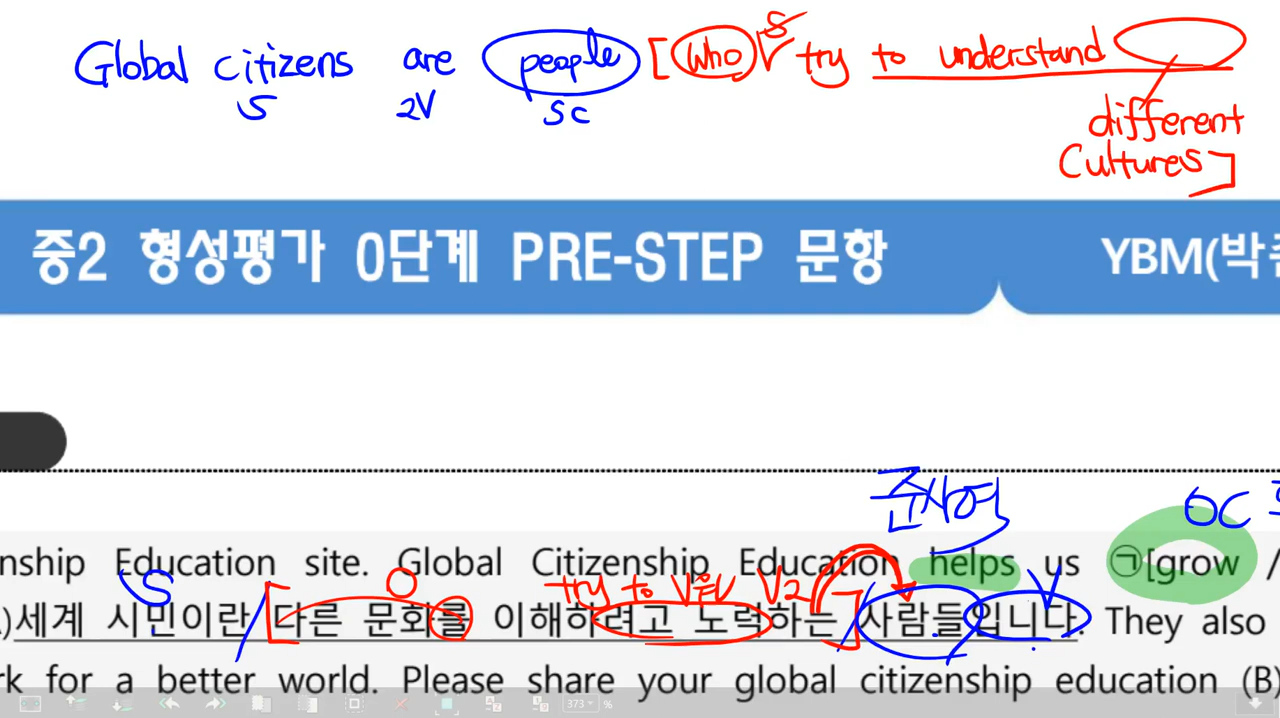 Global citizens are people [who ∨ try to understand
S 2V SC S
different
Cultures]
중2 형성평가 0단계 PRE-STEP 문항 YBM(박준
준사역 OC
nship Education site. Global Citizenship Education helps us ㉠[grow /
S O try to V원V V2 V
)세계 시민이란/[다른 문화를 이해하려고 노력하는]/사람들입니다. They also
rk for a better world. Please share your global citizenship education (B)
373 %